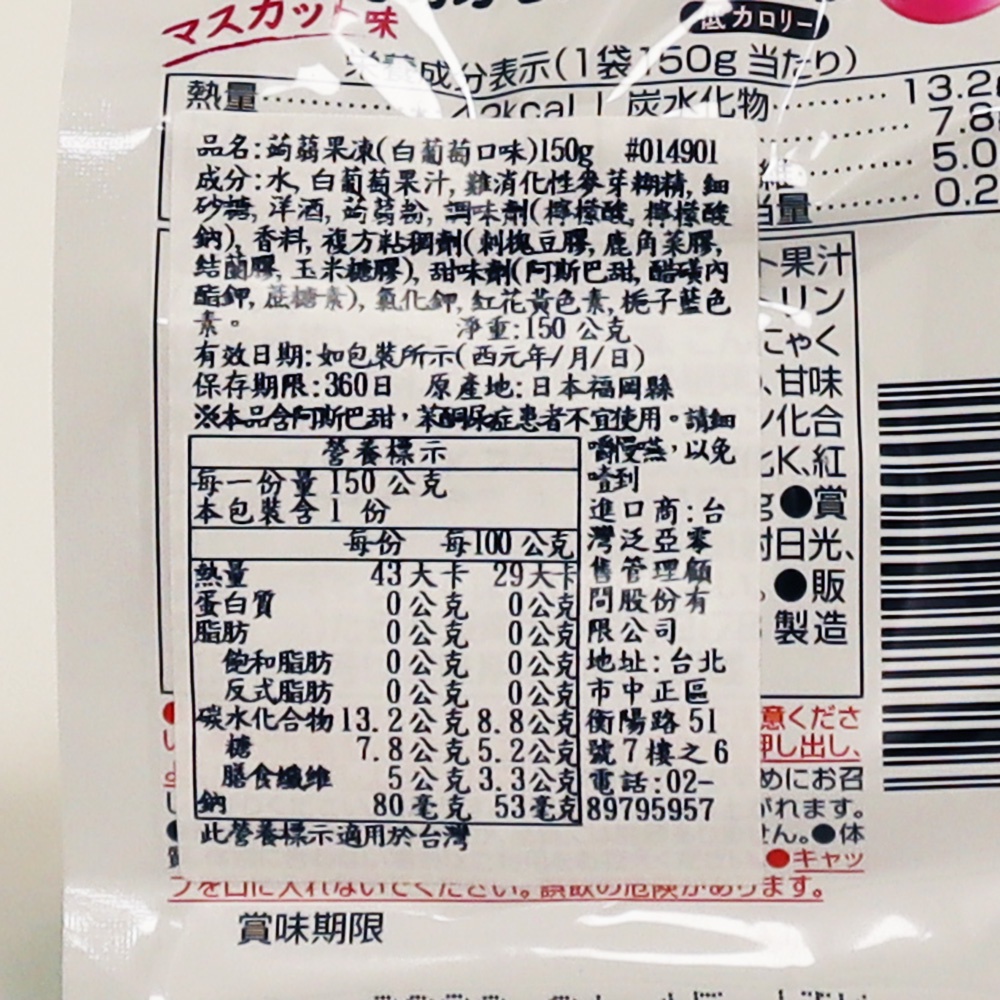 マスカット味
低カロリー
栄養成分表示(1袋150g当たり)
熱量 kcal 炭水化物 13.2
7.8
5.0
当量 0.2
品名:蒟蒻果凍(白葡萄口味)150g #014901
成分:水, 白葡萄果汁, 難消化性麥芽糊精, 細
砂糖, 洋酒, 蒟蒻粉, 調味劑(檸檬酸, 檸檬酸
鈉), 香料, 複方粘稠劑(刺槐豆膠, 鹿角菜膠,
結蘭膠, 玉米糖膠), 甜味劑(阿斯巴甜, 醋磺內
酯鉀, 蔗糖素), 氯化鉀, 紅花黃色素, 梔子藍色
素。 淨重:150 公克
有效日期:如包裝所示(西元年/月/日)
保存期限:360日 原產地:日本福岡縣
※本品含阿斯巴甜，苯酮尿症患者不宜使用。請細
嚼慢嚥，以免
噎到
營養標示
每一份量 150 公克
本包裝含 1 份
每份 每100 公克
熱量 43大卡 29大卡
蛋白質 0公克 0公克
脂肪 0公克 0公克
飽和脂肪 0公克 0公克
反式脂肪 0公克 0公克
碳水化合物 13.2公克 8.8公克
糖 7.8公克 5.2公克
膳食纖維 5公克 3.3公克
鈉 80毫克 53毫克
此營養標示適用於台灣
進口商:台
灣泛亞零
售管理顧
問股份有
限公司
地址:台北
市中正區
衡陽路51
號7樓之6
電話:02-
89795957
ト果汁
リン
にゃく
、甘味
ン化合
K、紅
g●賞
日光、
●販
製造
意くださ
押し出し、
めにお召
がれます。
せん。●体
●キャッ
プを口に入れないでください。誤飲の危険があります。
賞味期限